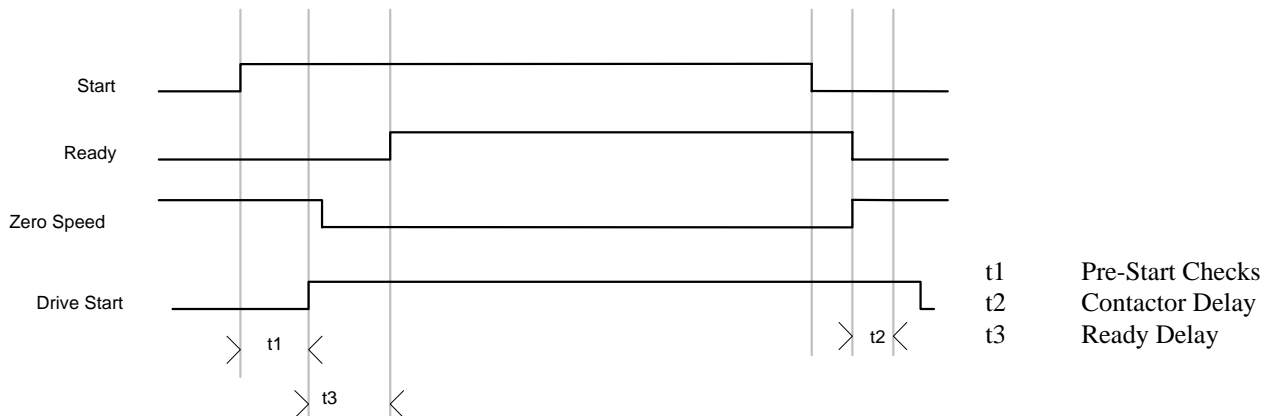 Start
Ready
Zero Speed
Drive Start
t1
t2
t3
t1 Pre-Start Checks
t2 Contactor Delay
t3 Ready Delay